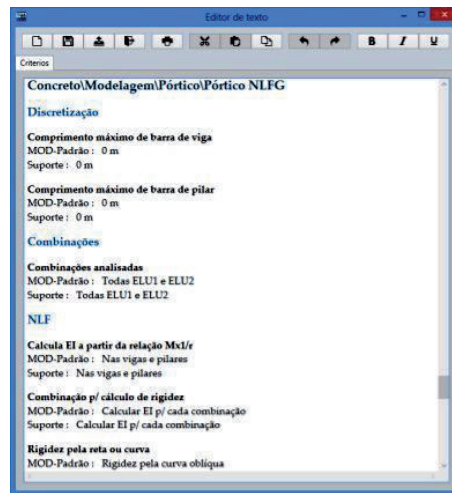 Editor de texto
B I U
Criterios
Concreto\Modelagem\Pórtico\Pórtico NLFG
Discretização
Comprimento máximo de barra de viga
MOD-Padrão : 0 m
Suporte : 0 m
Comprimento máximo de barra de pilar
MOD-Padrão : 0 m
Suporte : 0 m
Combinações
Combinações analisadas
MOD-Padrão : Todas ELU1 e ELU2
Suporte : Todas ELU1 e ELU2
NLF
Calcula EI a partir da relação Mx1/r
MOD-Padrão : Nas vigas e pilares
Suporte : Nas vigas e pilares
Combinação p/ cálculo de rigidez
MOD-Padrão : Calcular EI p/ cada combinação
Suporte : Calcular EI p/ cada combinação
Rigidez pela reta ou curva
MOD-Padrão : Rigidez pela curva oblíqua